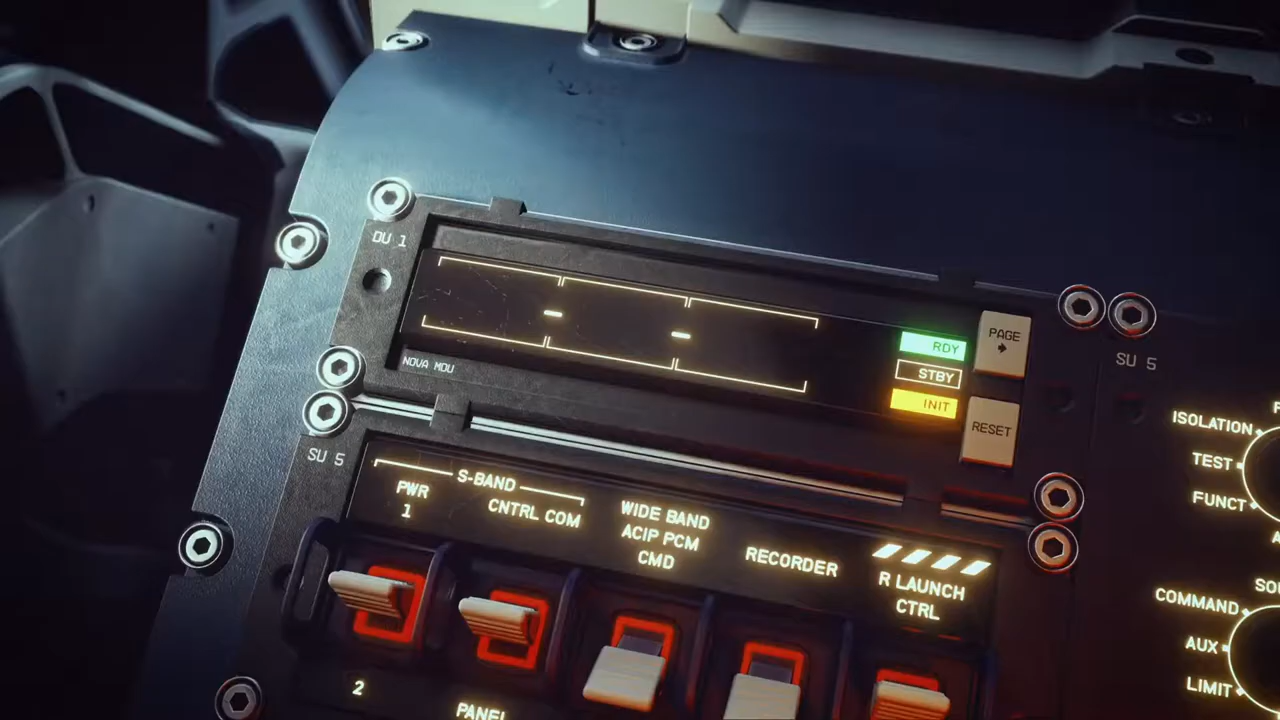 DU 1
NOVA MDU
RDY
STBY
INIT
PAGE
RESET
SU 5
SU 5
S-BAND
PWR
1
CNTRL COM
WIDE BAND
ACIP PCM
CMD
RECORDER
R LAUNCH
CTRL
2
PANEL
ISOLATION
TEST
FUNCT
COMMAND
AUX
LIMIT